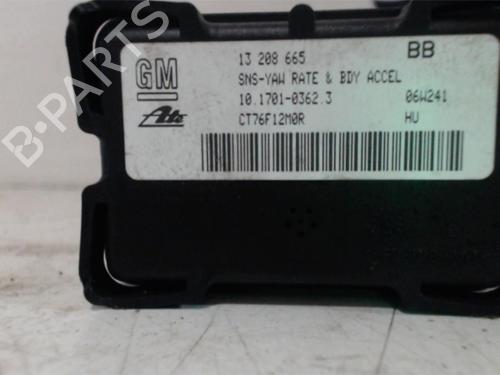 GM
13 208 665 BB
SNS-YAW RATE & BDY ACCEL
10.1701-0362.3 06W241
Ate CT76F12M0R HU
B-PARTS